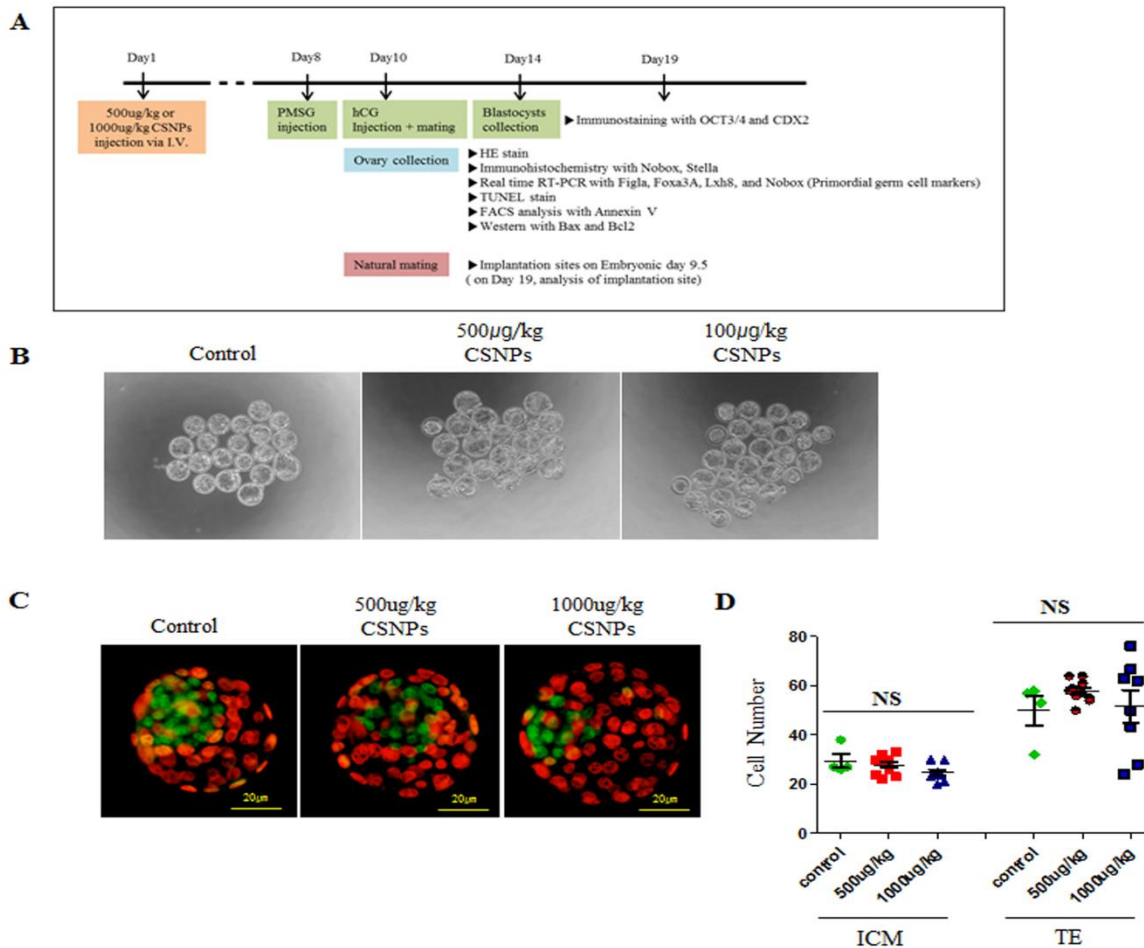 A
Day1
Day8
Day10
Day14
Day19
500ug/kg or
1000ug/kg CSNPs
injection via I.V.
PMSG
injection
hCG
Injection + mating
Blastocysts
collection
▶Immunostaining with OCT3/4 and CDX2
Ovary collection
▶HE stain
▶Immunohistochemistry with Nobox, Stella
▶Real time RT-PCR with Figla, Foxa3A, Lxh8, and Nobox (Primordial germ cell markers)
▶TUNEL stain
▶FACS analysis with Annexin V
▶Western with Bax and Bcl2
Natural mating
▶Implantation sites on Embryonic day 9.5
( on Day 19, analysis of implantation site)
B
Control
500μg/kg
CSNPs
100μg/kg
CSNPs
C
Control
500ug/kg
CSNPs
1000ug/kg
CSNPs
20μm
20μm
20μm
D
NS
NS
Cell Number
80
60
40
20
0
control
500ug/kg
1000ug/kg
control
500ug/kg
1000ug/kg
ICM
TE